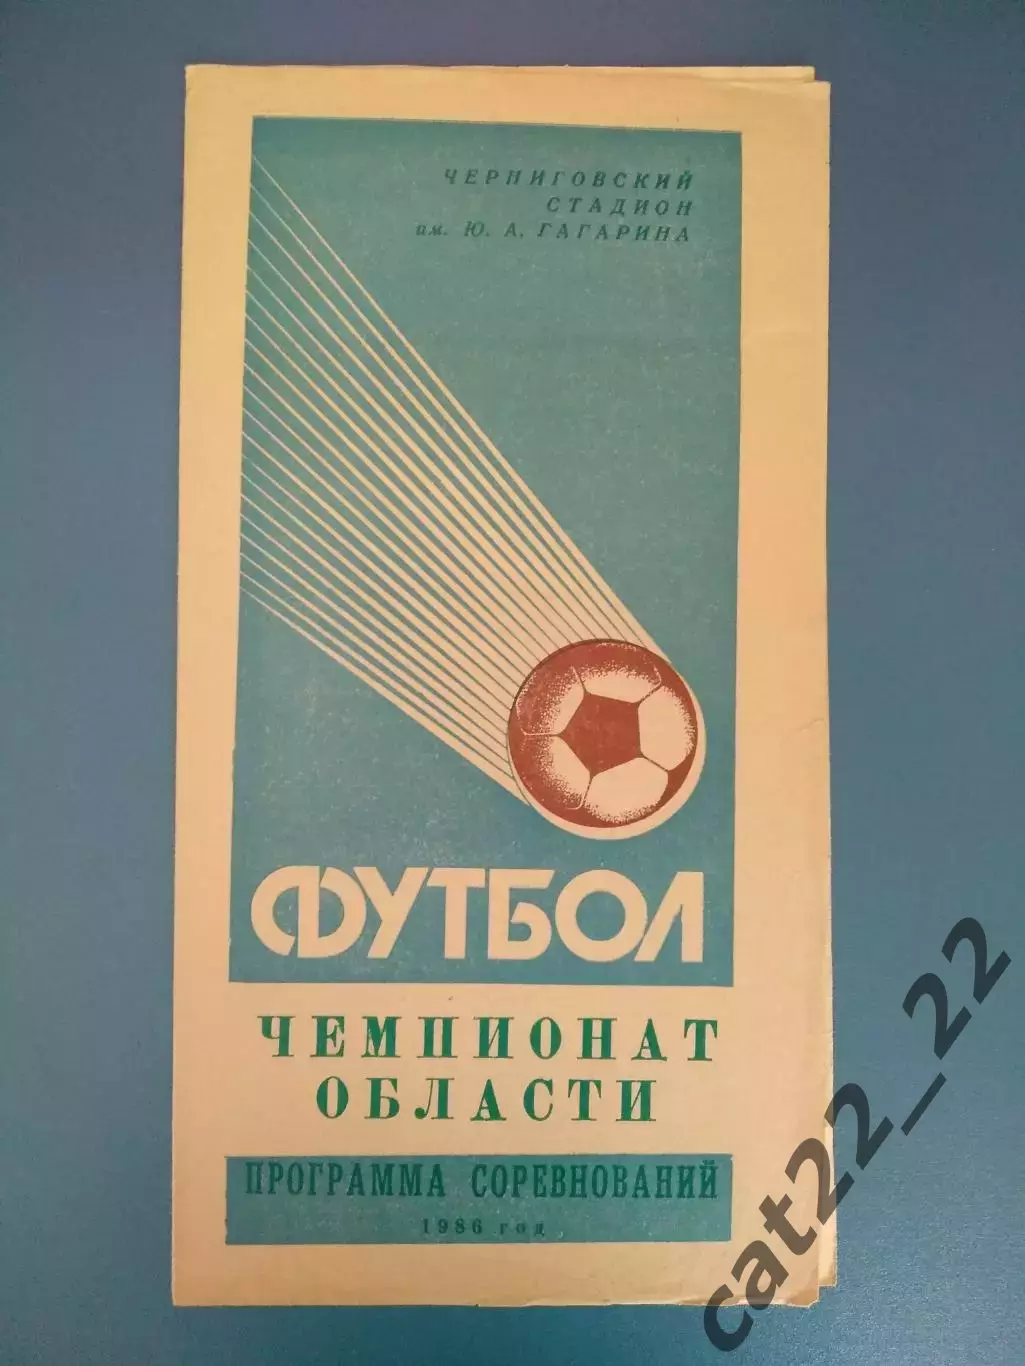 ЧЕРНИГОВСКИЙ
СТАДИОН
им. Ю. А. ГАГАРИНА
ФУТБОЛ
ЧЕМПИОНАТ
ОБЛАСТИ
ПРОГРАММА СОРЕВНОВАНИЙ
1986 год
cat22_22